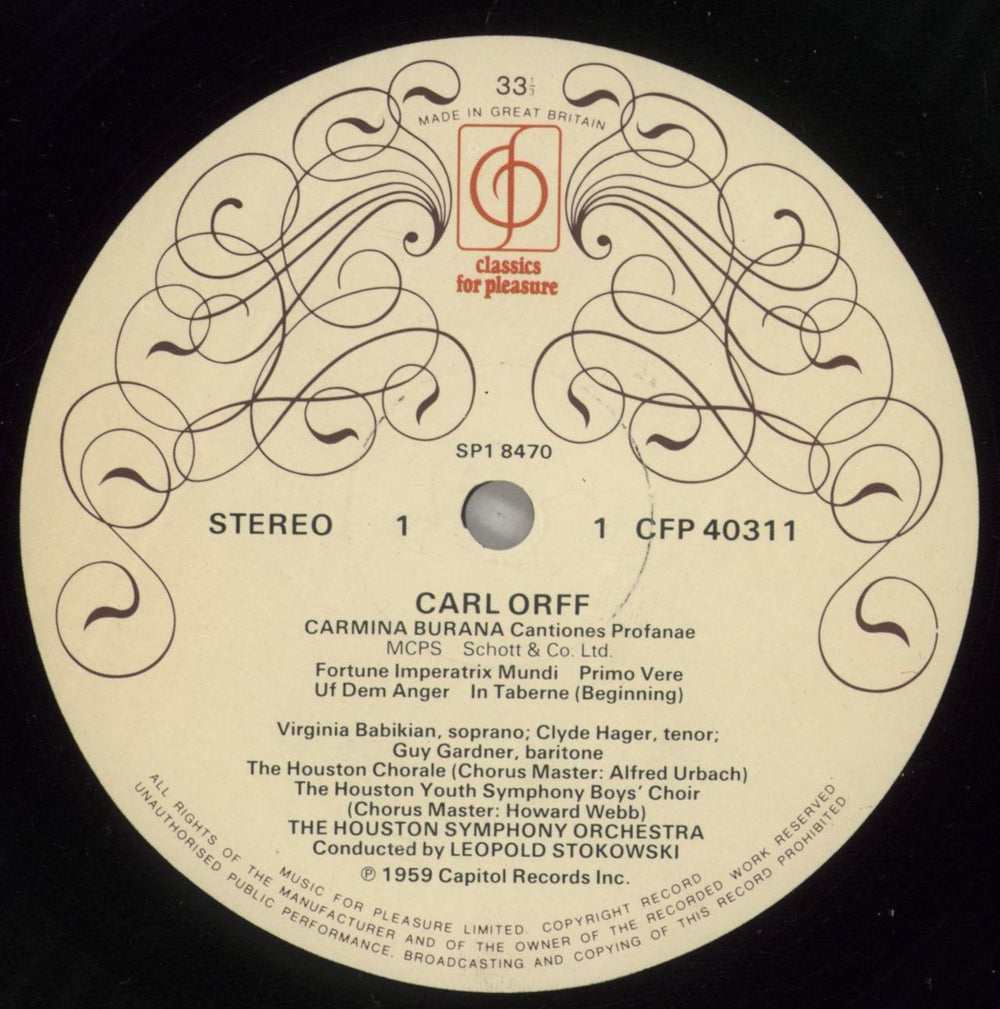 33⅓
MADE IN GREAT BRITAIN
classics
for pleasure
SP1 8470
STEREO 1 1 CFP 40311
CARL ORFF
CARMINA BURANA Cantiones Profanae
MCPS Schott & Co. Ltd.
Fortune Imperatrix Mundi Primo Vere
Uf Dem Anger In Taberne (Beginning)
Virginia Babikian, soprano; Clyde Hager, tenor;
Guy Gardner, baritone
The Houston Chorale (Chorus Master: Alfred Urbach)
The Houston Youth Symphony Boys' Choir
(Chorus Master: Howard Webb)
THE HOUSTON SYMPHONY ORCHESTRA
Conducted by LEOPOLD STOKOWSKI
℗ 1959 Capitol Records Inc.
MUSIC FOR PLEASURE LIMITED. COPYRIGHT RECORD
ALL RIGHTS OF THE MANUFACTURER AND OF THE OWNER OF THE RECORDED WORK RESERVED
UNAUTHORISED PUBLIC PERFORMANCE, BROADCASTING AND COPYING OF THIS RECORD PROHIBITED